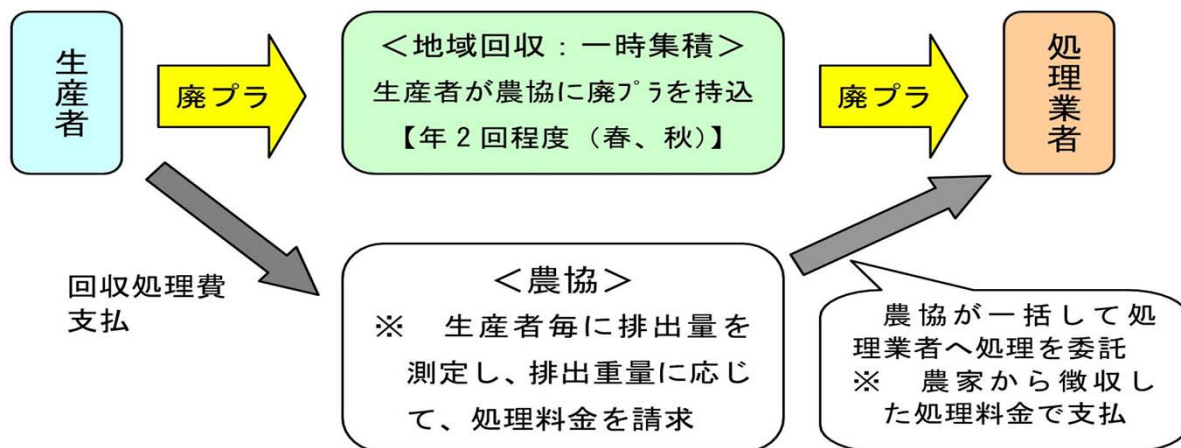 生産者
廃プラ
＜地域回収：一時集積＞
生産者が農協に廃ﾌﾟﾗを持込
【年２回程度（春、秋）】
廃プラ
処理業者
回収処理費
支払
＜農協＞
※　生産者毎に排出量を
測定し、排出重量に応じ
て、処理料金を請求
農協が一括して処
理業者へ処理を委託
※　農家から徴収し
た処理料金で支払